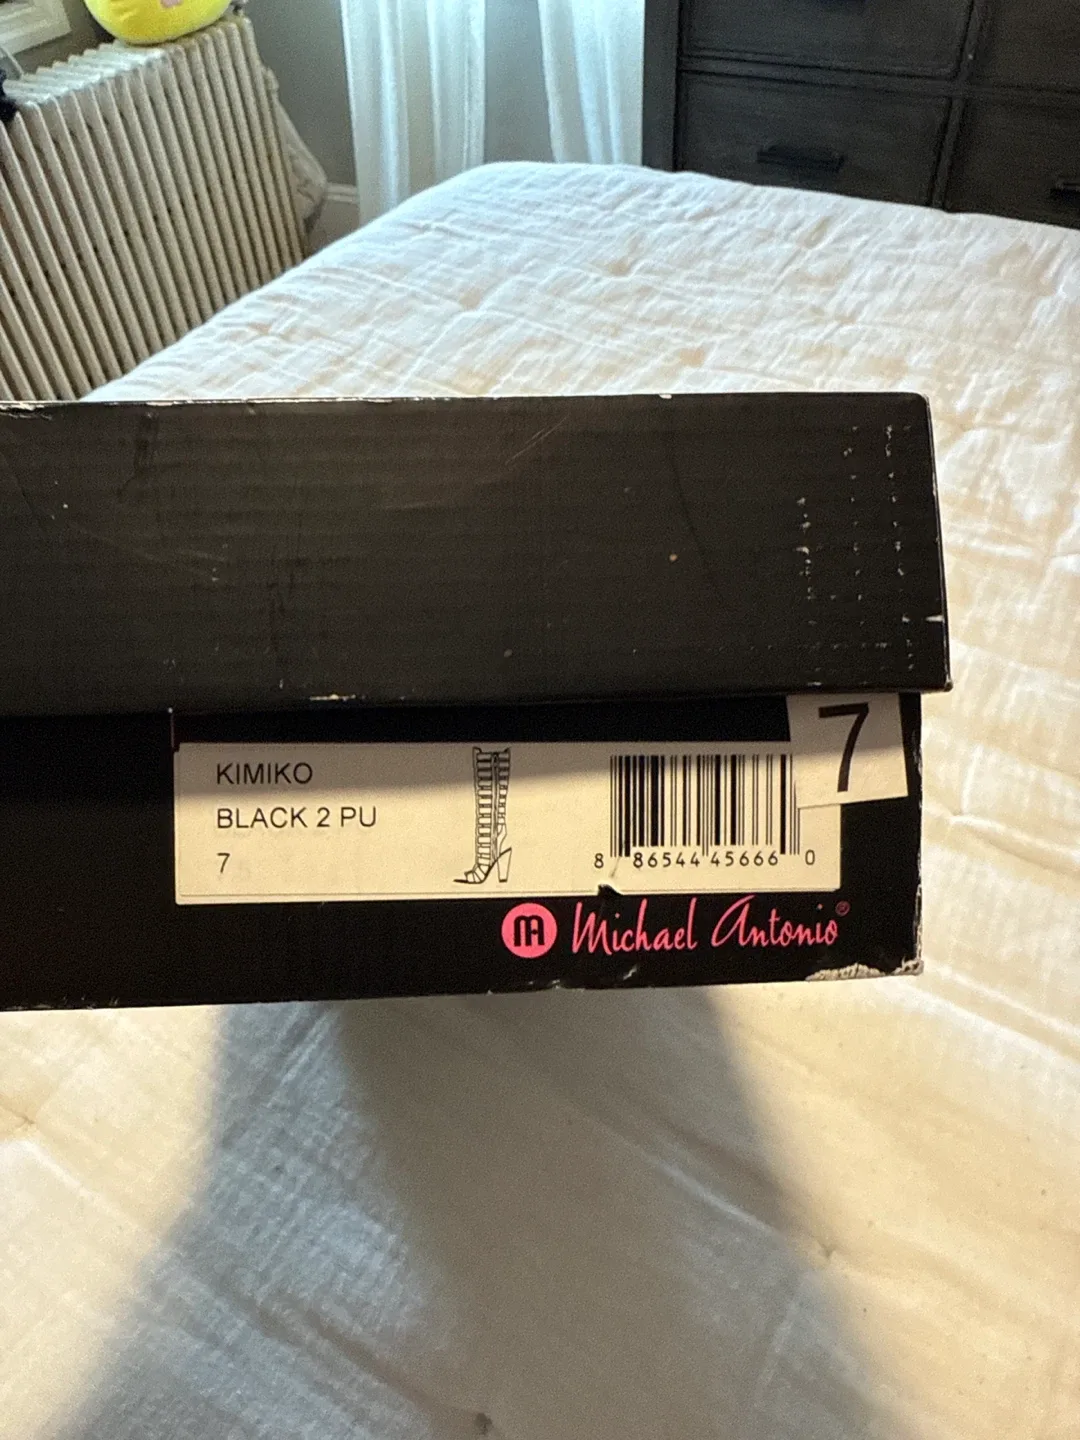 7
KIMIKO
BLACK 2 PU
7
8 86544 45666 0
m Michael Antonio®